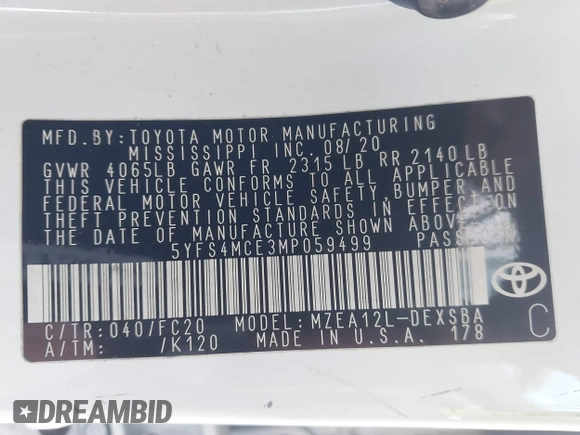 MFD. BY: TOYOTA MOTOR MANUFACTURING
MISSISSIPPI INC. 08/20
GVWR 4065LB GAWR FR 2315 LB RR 2140 LB
THIS VEHICLE CONFORMS TO ALL APPLICABLE
FEDERAL MOTOR VEHICLE SAFETY, BUMPER AND
THEFT PREVENTION STANDARDS IN EFFECT ON
THE DATE OF MANUFACTURE SHOWN ABOVE.
5YFS4MCE3MP059499
C/TR: 040/FC20 MODEL: MZEA12L-DEXSBA
A/TM: /K120 MADE IN U.S.A. 178
C
DREAMBID